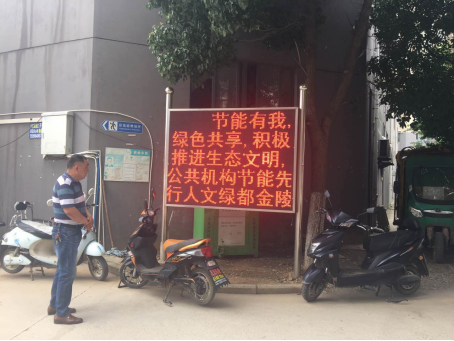 节能有我,
绿色共享,积极
推进生态文明,
公共机构节能先
行人文绿都金陵